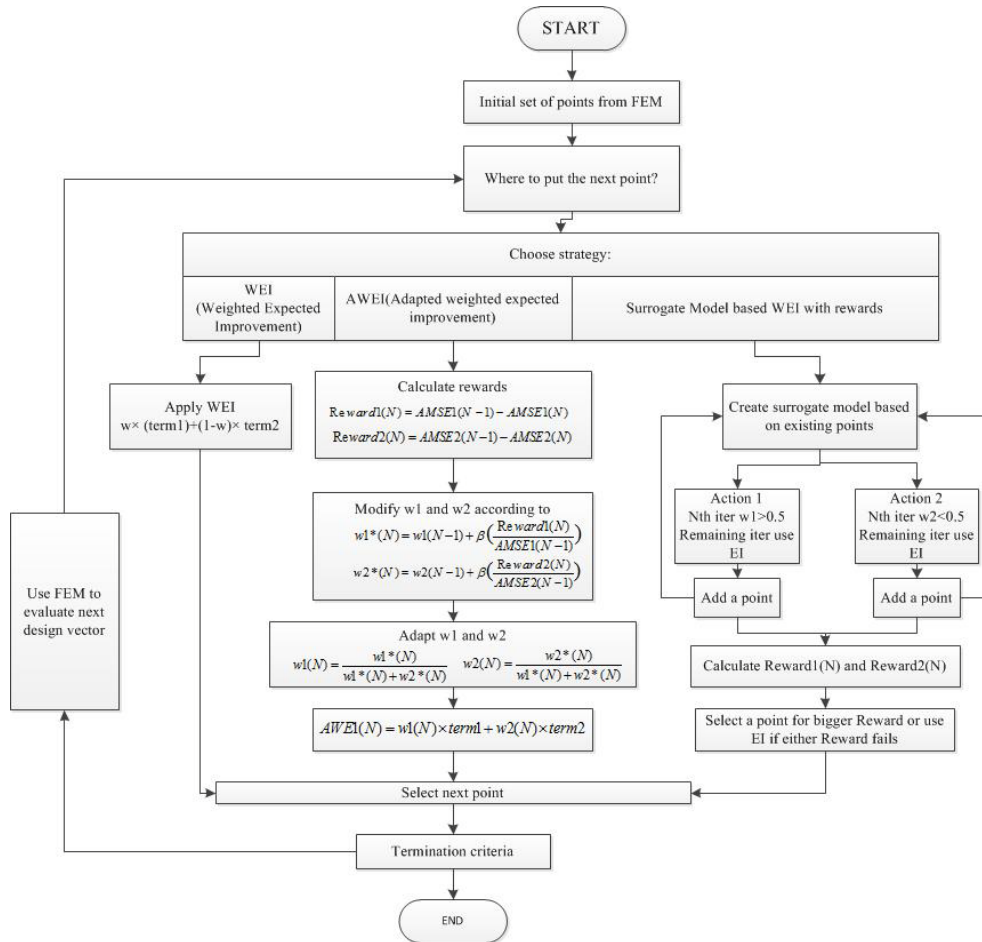 START
Initial set of points from FEM
Where to put the next point?
Choose strategy:
WEI
(Weighted Expected
Improvement)
AWEI(Adapted weighted expected
improvement)
Surrogate Model based WEI with rewards
Apply WEI
w× (term1)+(1-w)× term2
Calculate rewards
Reward1(N) = AMSE1(N−1) − AMSE1(N)
Reward2(N) = AMSE2(N−1) − AMSE2(N)
Modify w1 and w2 according to
w1*(N) = w1(N−1) + β(Reward1(N)/AMSE1(N−1))
w2*(N) = w2(N−1) + β(Reward2(N)/AMSE2(N−1))
Adapt w1 and w2
w1(N) = w1*(N)/w1*(N)+w2*(N) w2(N) = w2*(N)/w1*(N)+w2*(N)
AWE1(N) = w1(N)×term1 + w2(N)×term2
Create surrogate model based
on existing points
Action 1
Nth iter w1>0.5
Remaining iter use
EI
Action 2
Nth iter w2<0.5
Remaining iter use
EI
Add a point
Add a point
Calculate Reward1(N) and Reward2(N)
Select a point for bigger Reward or use
EI if either Reward fails
Use FEM to
evaluate next
design vector
Select next point
Termination criteria
END